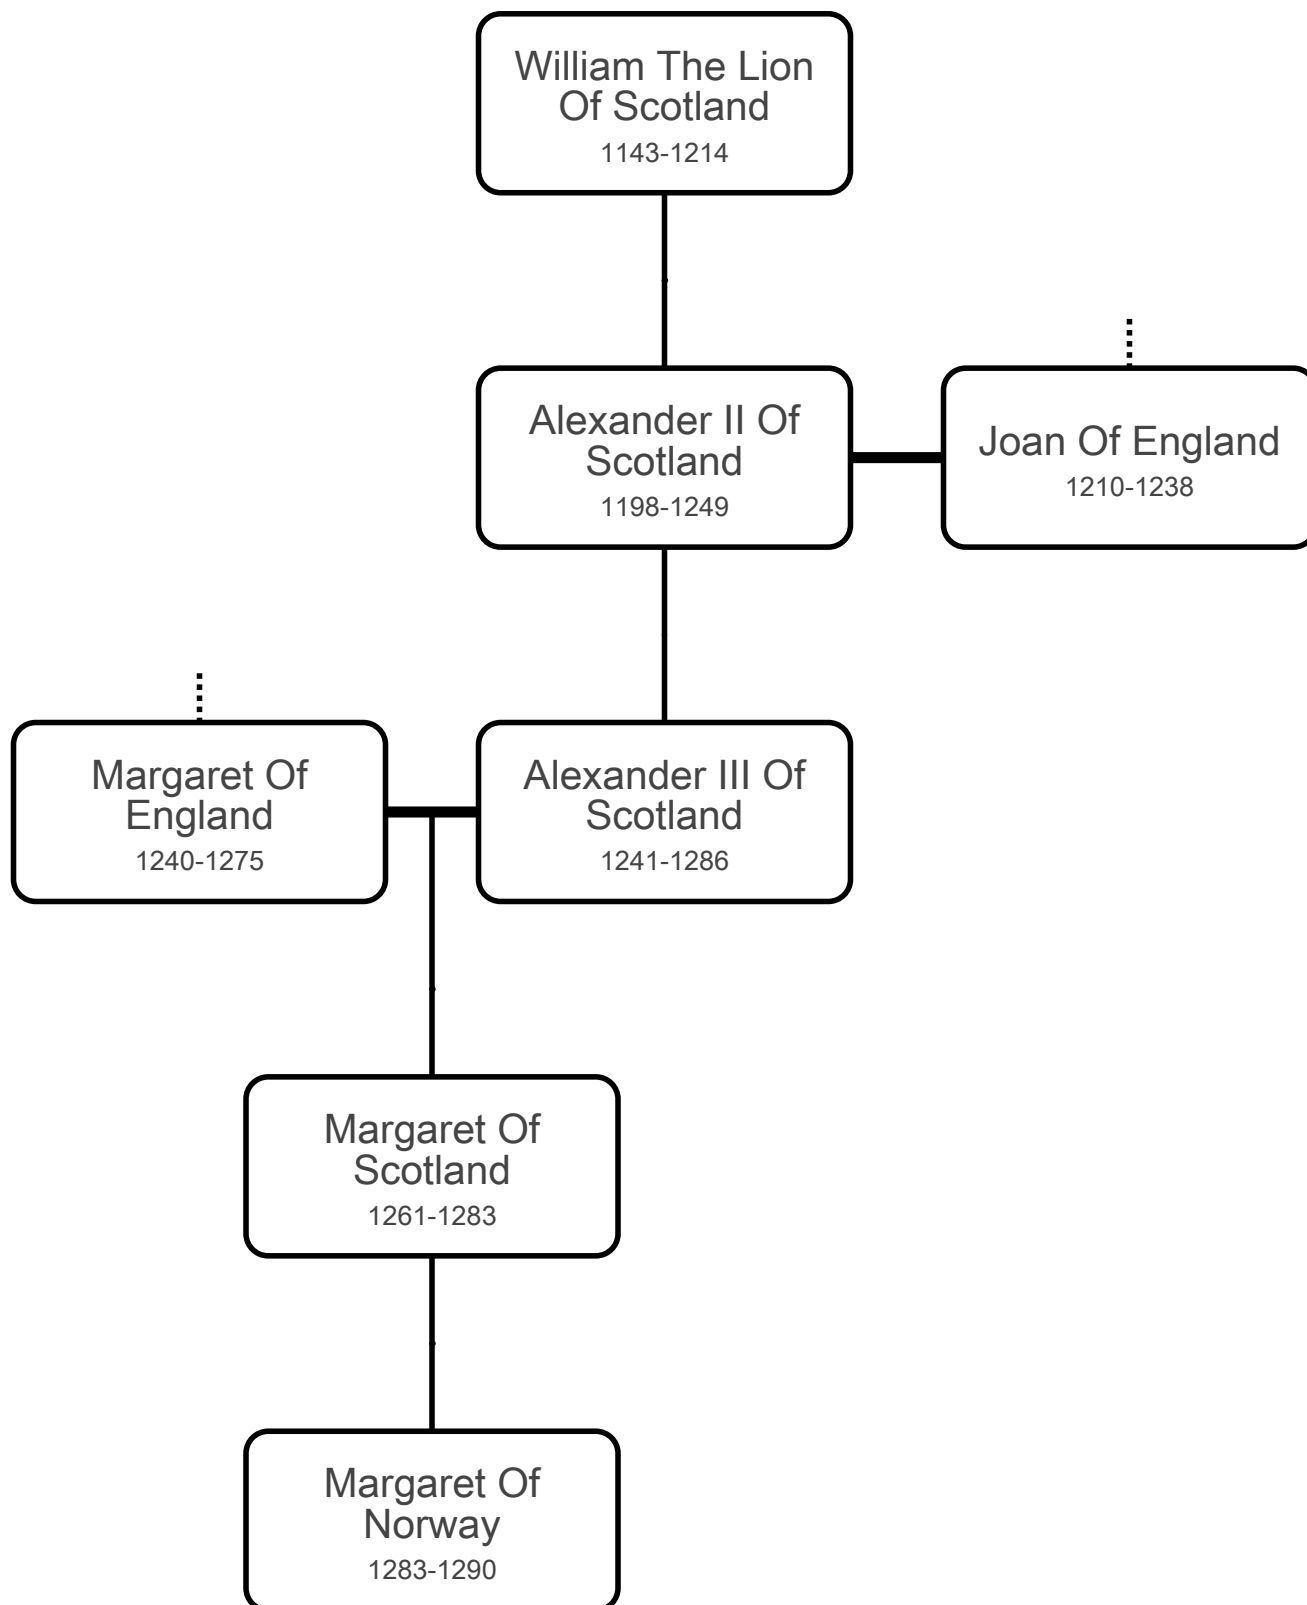 William The Lion
Of Scotland
1143-1214
Alexander II Of
Scotland
1198-1249
Joan Of England
1210-1238
Margaret Of
England
1240-1275
Alexander III Of
Scotland
1241-1286
Margaret Of
Scotland
1261-1283
Margaret Of
Norway
1283-1290